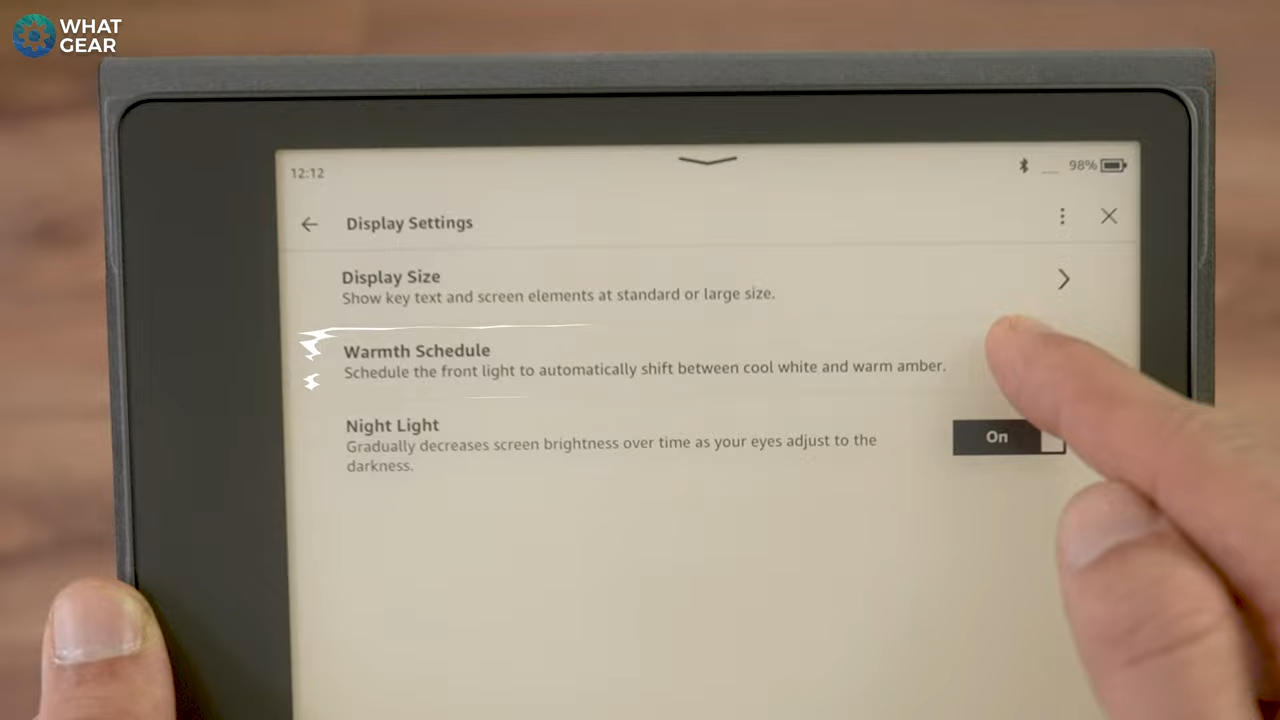 WHAT
GEAR
12:12
98%
Display Settings
Display Size
Show key text and screen elements at standard or large size.
Warmth Schedule
Schedule the front light to automatically shift between cool white and warm amber.
Night Light
Gradually decreases screen brightness over time as your eyes adjust to the
darkness.
On